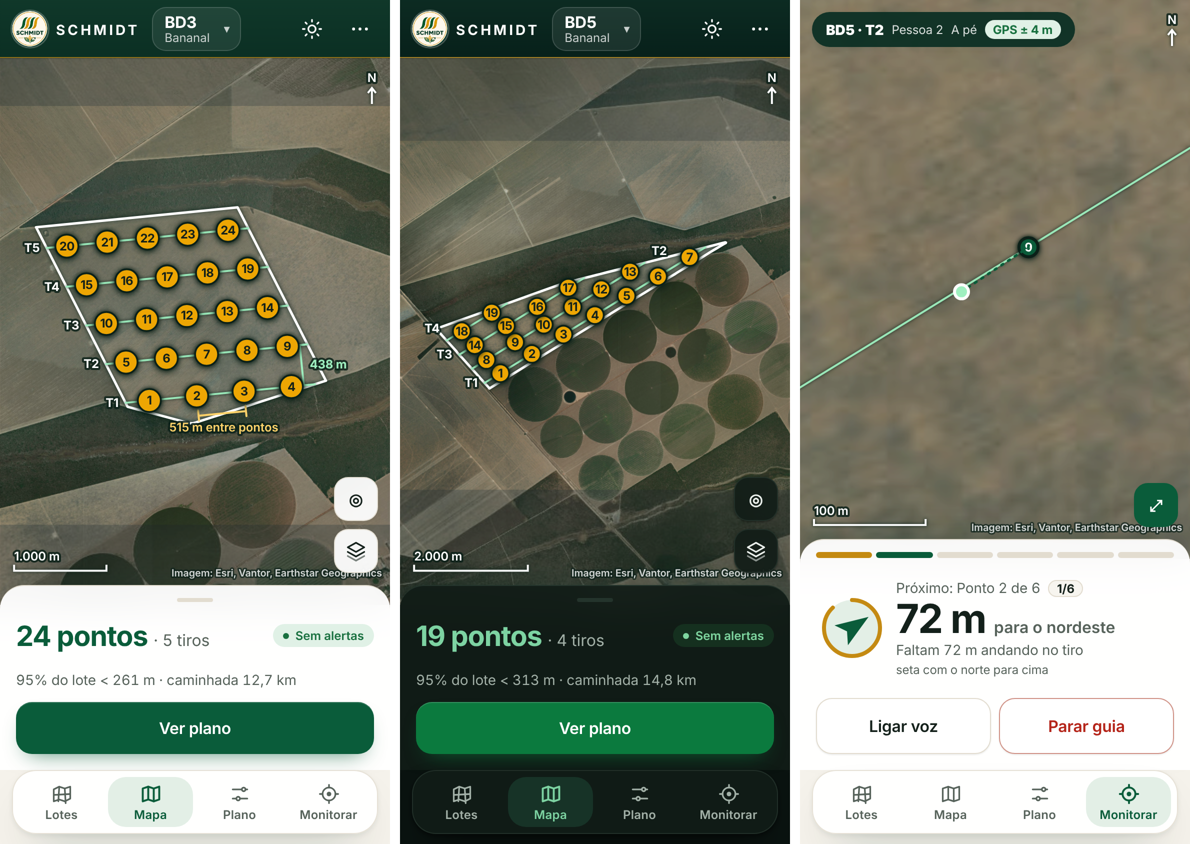 SCHMIDT
SCHMIDT
BD3
Bananal
N
T5
20
21
22
23
24
T4
15
16
17
18
19
T3
10
11
12
13
14
T2
5
6
7
8
9
438 m
T1
1
2
3
4
515 m entre pontos
1.000 m
Imagem: Esri, Vantor, Earthstar Geographics
24 pontos · 5 tiros
Sem alertas
95% do lote < 261 m · caminhada 12,7 km
Ver plano
Lotes
Mapa
Plano
Monitorar
SCHMIDT
SCHMIDT
BD5
Bananal
N
T2
7
13
6
17
12
5
19
16
11
4
T4
18
15
10
3
14
9
2
T3
8
1
T1
2.000 m
Imagem: Esri, Vantor, Earthstar Geographics
19 pontos · 4 tiros
Sem alertas
95% do lote < 313 m · caminhada 14,8 km
Ver plano
Lotes
Mapa
Plano
Monitorar
BD5 · T2 Pessoa 2 A pé GPS ± 4 m
N
9
100 m
Imagem: Esri, Vantor, Earthstar Geographics
Próximo: Ponto 2 de 6 1/6
72 m para o nordeste
Faltam 72 m andando no tiro
seta com o norte para cima
Ligar voz
Parar guia
Lotes
Mapa
Plano
Monitorar